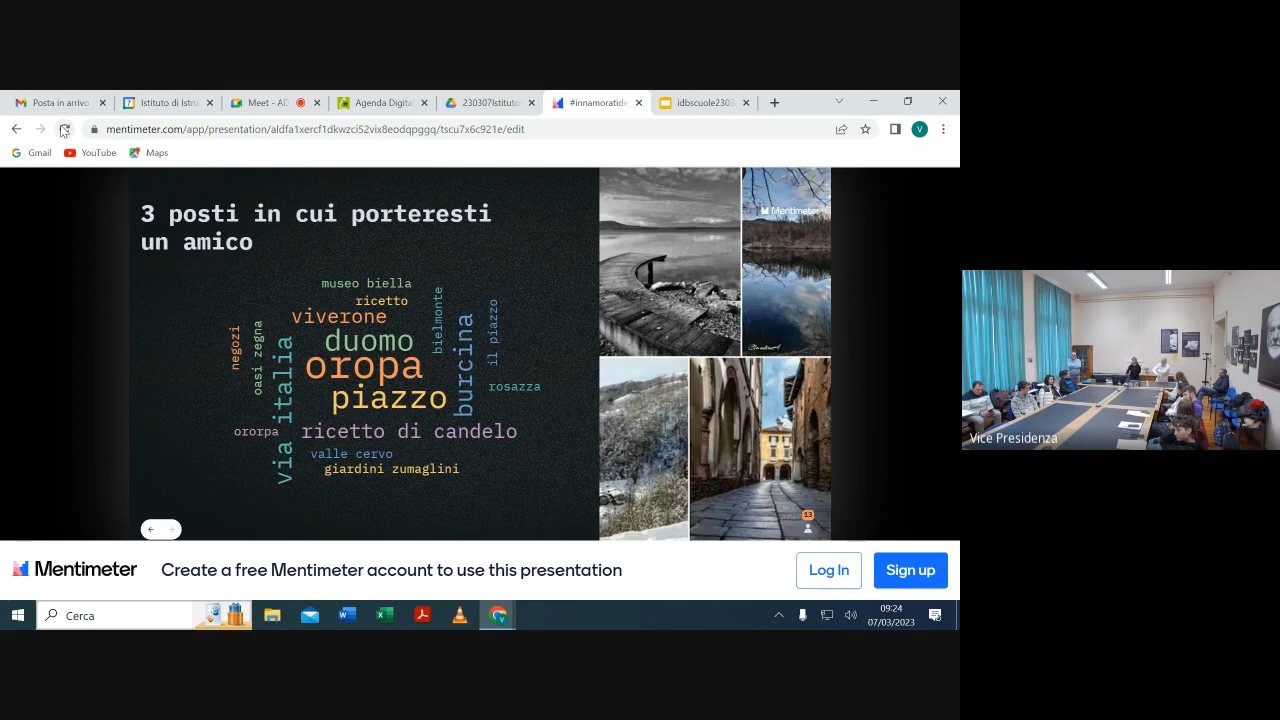 Posta in arrivo
Istituto di Istru
Meet - AD
Agenda Digital
230307Istituto
#innamoratide
idbscuole2303
mentimeter.com/app/presentation/aldfa1xercf1dkwzci52vix8eodqpggq/tscu7x6c921e/edit
V
Gmail
YouTube
Maps
3 posti in cui porteresti
un amico
Mentimeter
museo biella
ricetto
viverone
bielmonte
il piazzo
negozi
oasi zegna
duomo
burcina
oropa
via italia
rosazza
piazzo
ororpa
ricetto di candelo
valle cervo
giardini zumaglini
13
Vice Presidenza
Mentimeter
Create a free Mentimeter account to use this presentation
Log In
Sign up
Cerca
09:24
07/03/2023